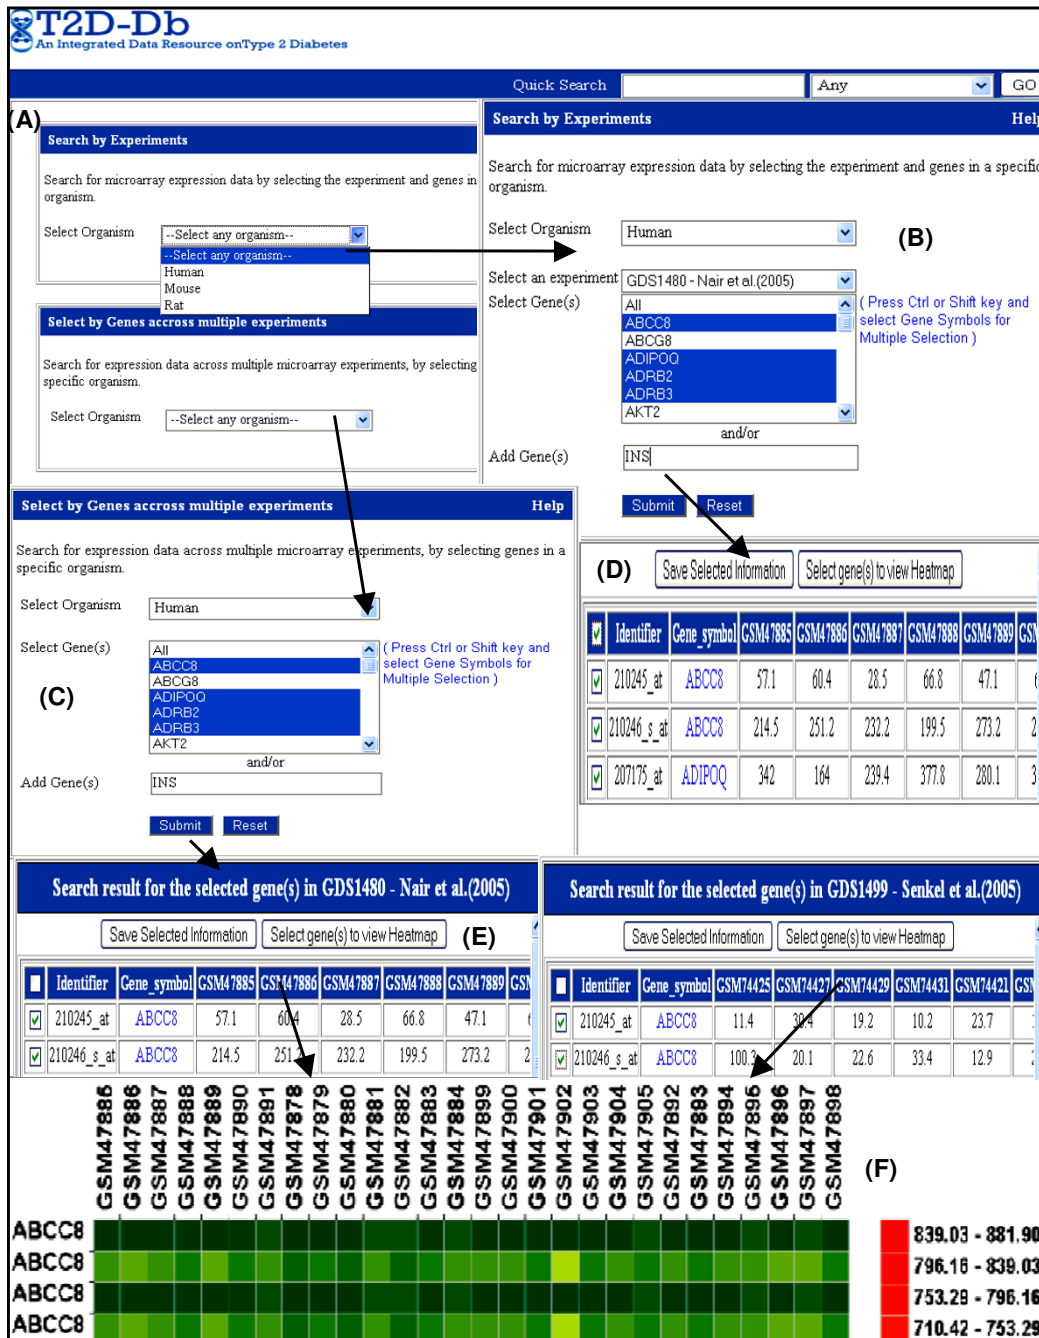 T2D-Db
An Integrated Data Resource onType 2 Diabetes
Quick Search Any GO
(A)
Search by Experiments
Search for microarray expression data by selecting the experiment and genes in
organism.
Select Organism --Select any organism--
--Select any organism--
Human
Mouse
Rat
Select by Genes accross multiple experiments
Search for expression data across multiple microarray experiments, by selecting
specific organism.
Select Organism --Select any organism--
Search by Experiments Help
Search for microarray expression data by selecting the experiment and genes in a specific
organism.
Select Organism Human
(B)
Select an experiment GDS1480 - Nair et al.(2005)
Select Gene(s)
All
ABCC8
ABCG8
ADIPOQ
ADRB2
ADRB3
AKT2
( Press Ctrl or Shift key and
select Gene Symbols for
Multiple Selection )
and/or
Add Gene(s) INS
Submit Reset
Select by Genes accross multiple experiments Help
Search for expression data across multiple microarray experiments, by selecting genes in a
specific organism.
Select Organism Human
Select Gene(s)
All
ABCC8
ABCG8
ADIPOQ
ADRB2
ADRB3
AKT2
( Press Ctrl or Shift key and
select Gene Symbols for
Multiple Selection )
(C)
and/or
Add Gene(s) INS
Submit Reset
(D)
Save Selected Information Select gene(s) to view Heatmap
Identifier Gene_symbol GSM47885 GSM47886 GSM47887 GSM47888 GSM47889
210245_at ABCC8 57.1 60.4 28.5 66.8 47.1
210246_s_at ABCC8 214.5 251.2 232.2 199.5 273.2
207175_at ADIPOQ 342 164 239.4 377.8 280.1
Search result for the selected gene(s) in GDS1480 - Nair et al.(2005)
Save Selected Information Select gene(s) to view Heatmap
(E)
Identifier Gene_symbol GSM47885 GSM47886 GSM47887 GSM47888 GSM47889
210245_at ABCC8 57.1 60.4 28.5 66.8 47.1
210246_s_at ABCC8 214.5 251.2 232.2 199.5 273.2
Search result for the selected gene(s) in GDS1499 - Senkel et al.(2005)
Save Selected Information Select gene(s) to view Heatmap
Identifier Gene_symbol GSM74425 GSM74427 GSM74429 GSM74431 GSM74421
210245_at ABCC8 11.4 30.4 19.2 10.2 23.7
210246_s_at ABCC8 100.3 20.1 22.6 33.4 12.9
GSM47885
GSM47886
GSM47887
GSM47888
GSM47889
GSM47890
GSM47891
GSM47878
GSM47879
GSM47880
GSM47881
GSM47882
GSM47883
GSM47884
GSM47899
GSM47900
GSM47901
GSM47902
GSM47903
GSM47904
GSM47905
GSM47892
GSM47893
GSM47894
GSM47895
GSM47896
GSM47897
GSM47898
(F)
ABCC8
ABCC8
ABCC8
ABCC8
839.03 - 881.90
796.16 - 839.03
753.29 - 796.16
710.42 - 753.29